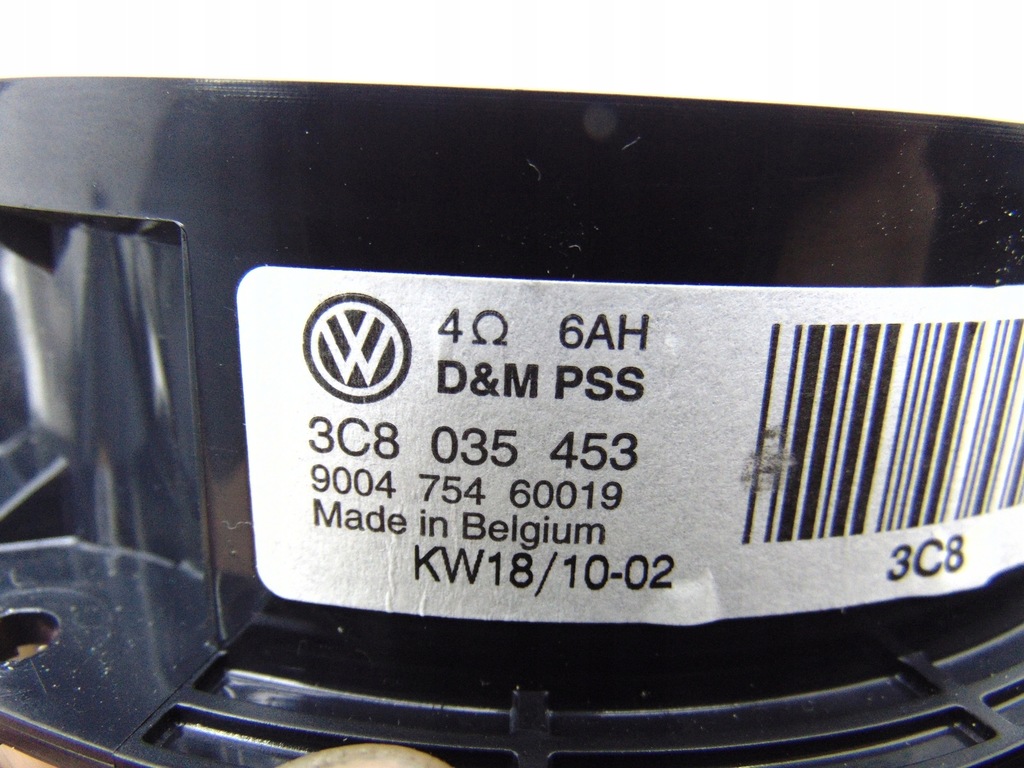 4Ω 6AH
D&M PSS
3C8 035 453
9004 754 60019
Made in Belgium
KW18/10-02
3C8